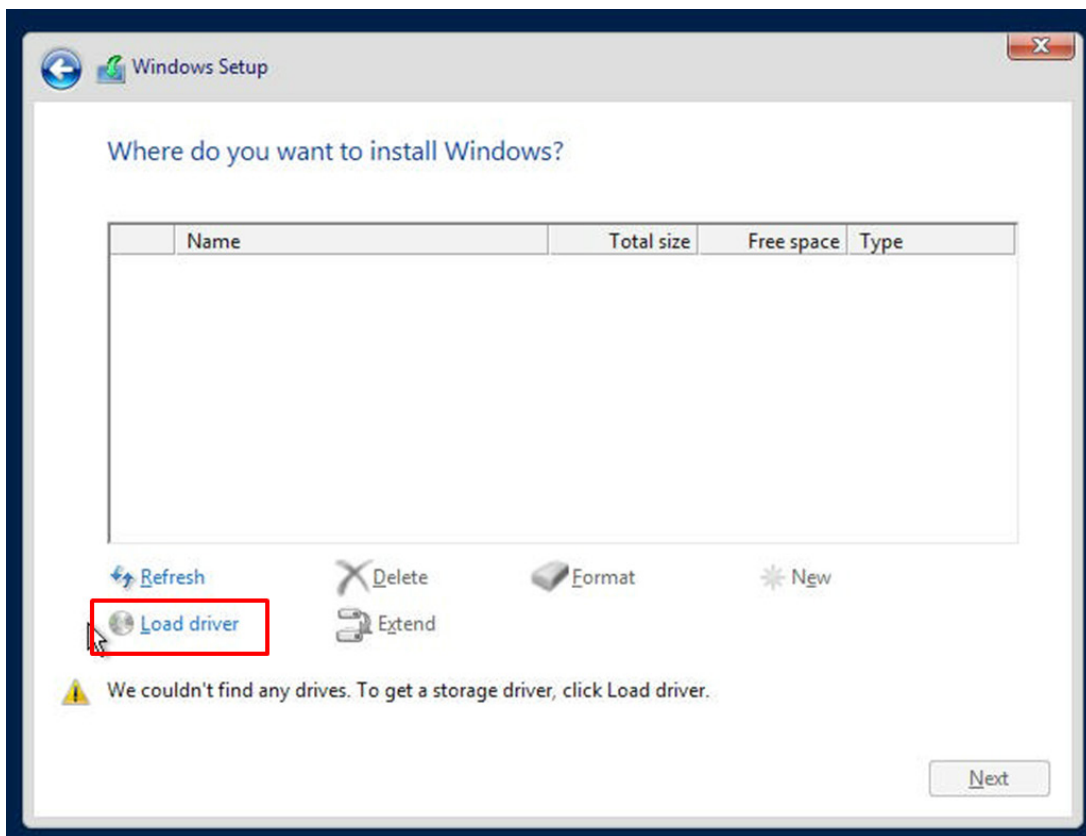 Windows Setup
Where do you want to install Windows?
Name Total size Free space Type
Refresh Delete Format New
Load driver Extend
We couldn't find any drives. To get a storage driver, click Load driver.
Next